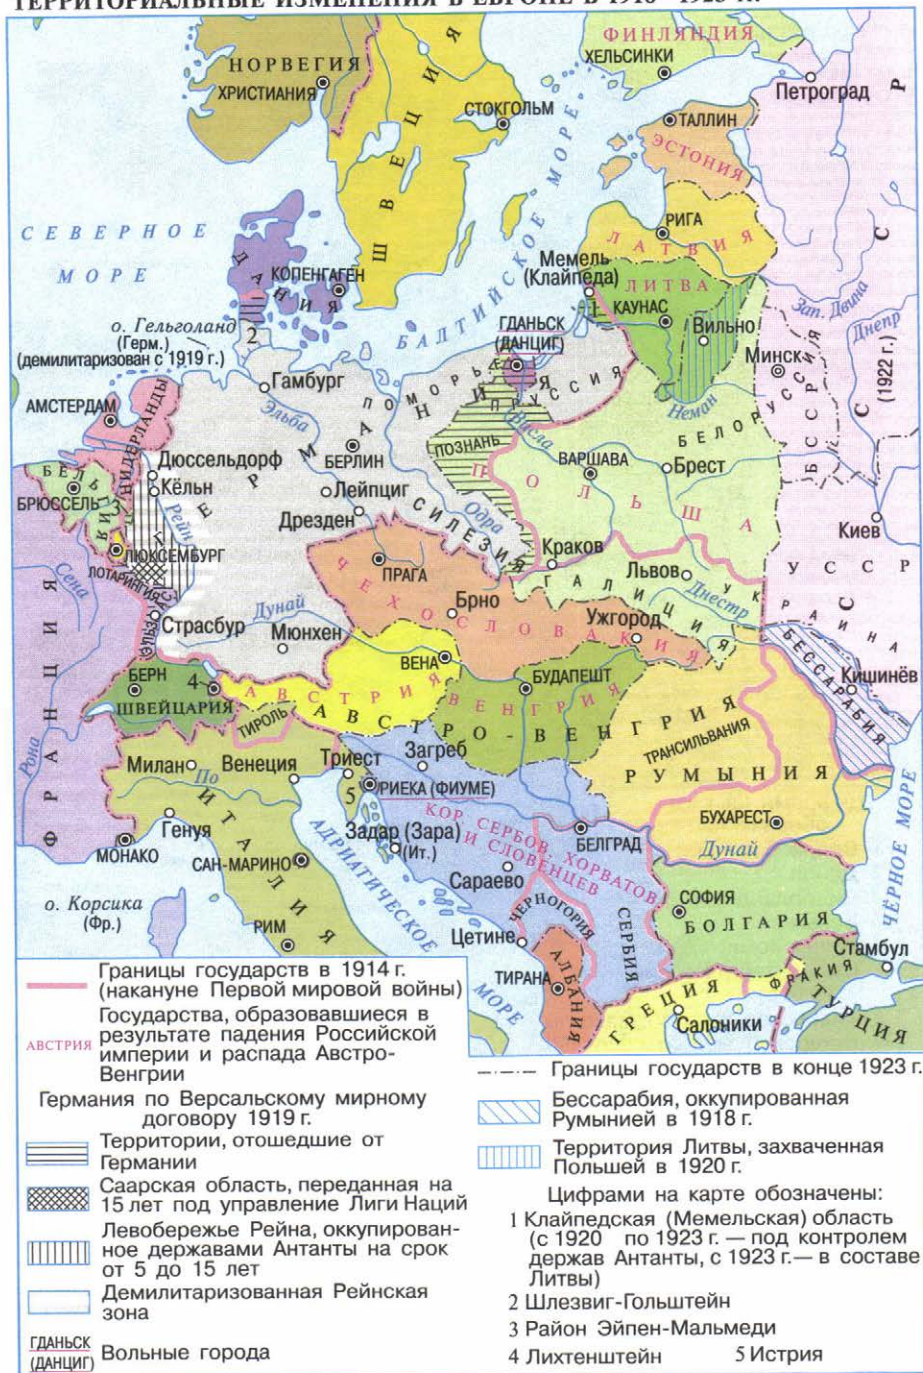 ТЕРРИТОРИАЛЬНЫЕ ИЗМЕНЕНИЯ В ЕВРОПЕ В
НОРВЕГИЯ
ХРИСТИАНИЯ
ШВЕЦИЯ
СТОКГОЛЬМ
ФИНЛЯНДИЯ
ХЕЛЬСИНКИ
Петроград
ТАЛЛИН
ЭСТОНИЯ
РСФСР
СЕВЕРНОЕ
МОРЕ
ДАНИЯ
КОПЕНГАГЕН
БАЛТИЙСКОЕ МОРЕ
РИГА
ЛАТВИЯ
Мемель
(Клайпеда)
ЛИТВА
КАУНАС
Вильно
Зап. Двина
Днепр
1
2
о. Гельголанд
(Герм.)
(демилитаризован с 1919 г.)
ГДАНЬСК
(ДАНЦИГ)
Минск
(1922 г.)
Гамбург
ПОМОРЬЕ
ПРУССИЯ
Неман
БЕЛОРУССИЯ
БССР
АМСТЕРДАМ
НИДЕРЛАНДЫ
Эльба
БЕРЛИН
ГЕРМАНИЯ
ПОЗНАНЬ
Висла
ВАРШАВА
Брест
ПОЛЬША
БЕЛЬГИЯ
БРЮССЕЛЬ
3
Дюссельдорф
Кёльн
Рейн
Лейпциг
Дрезден
СИЛЕЗИЯ
Одра
Краков
Киев
ЛЮКСЕМБУРГ
ЛОТАРИНГИЯ
ЭЛЬЗАС
Сена
ФРАНЦИЯ
Страсбур
ПРАГА
ЧЕХОСЛОВАКИЯ
Брно
ГАЛИЦИЯ
Львов
Днестр
УССР
УКРАИНА
Дунай
Мюнхен
Ужгород
БЕССАРАБИЯ
Кишинёв
БЕРН
4
ШВЕЙЦАРИЯ
АВСТРИЯ
ВЕНА
БУДАПЕШТ
ВЕНГРИЯ
АВСТРО-ВЕНГРИЯ
ТИРОЛЬ
ТРАНСИЛЬВАНИЯ
РУМЫНИЯ
Рона
Милан
По
Венеция
Триест
Загреб
5
РИЕКА (ФИУМЕ)
Генуя
МОНАКО
ИТАЛИЯ
САН-МАРИНО
РИМ
АДРИАТИЧЕСКОЕ
МОРЕ
Задар (Зара)
(Ит.)
КОР. СЕРБОВ, ХОРВАТОВ
И СЛОВЕНЦЕВ
БЕЛГРАД
БУХАРЕСТ
Дунай
ЧЁРНОЕ МОРЕ
о. Корсика
(Фр.)
Сараево
ЧЕРНОГОРИЯ
СЕРБИЯ
Цетине
СОФИЯ
БОЛГАРИЯ
ТИРАНА
АЛБАНИЯ
ГРЕЦИЯ
Салоники
ФРАКИЯ
Стамбул
ТУРЦИЯ
Границы государств в 1914 г.
(накануне Первой мировой войны)
АВСТРИЯ
Государства, образовавшиеся в
результате падения Российской
империи и распада Австро-
Венгрии
Германия по Версальскому мирному
договору 1919 г.
Территории, отошедшие от
Германии
Саарская область, переданная на
15 лет под управление Лиги Наций
Левобережье Рейна, оккупирован-
ное державами Антанты на срок
от 5 до 15 лет
Демилитаризованная Рейнская
зона
ГДАНЬСК
(ДАНЦИГ)
Вольные города
Границы государств в конце 1923 г.
Бессарабия, оккупированная
Румынией в 1918 г.
Территория Литвы, захваченная
Польшей в 1920 г.
Цифрами на карте обозначены:
1 Клайпедская (Мемельская) область
(с 1920 по 1923 г. — под контролем
держав Антанты, с 1923 г.— в составе
Литвы)
2 Шлезвиг-Гольштейн
3 Район Эйпен-Мальмеди
4 Лихтенштейн
5 Истрия